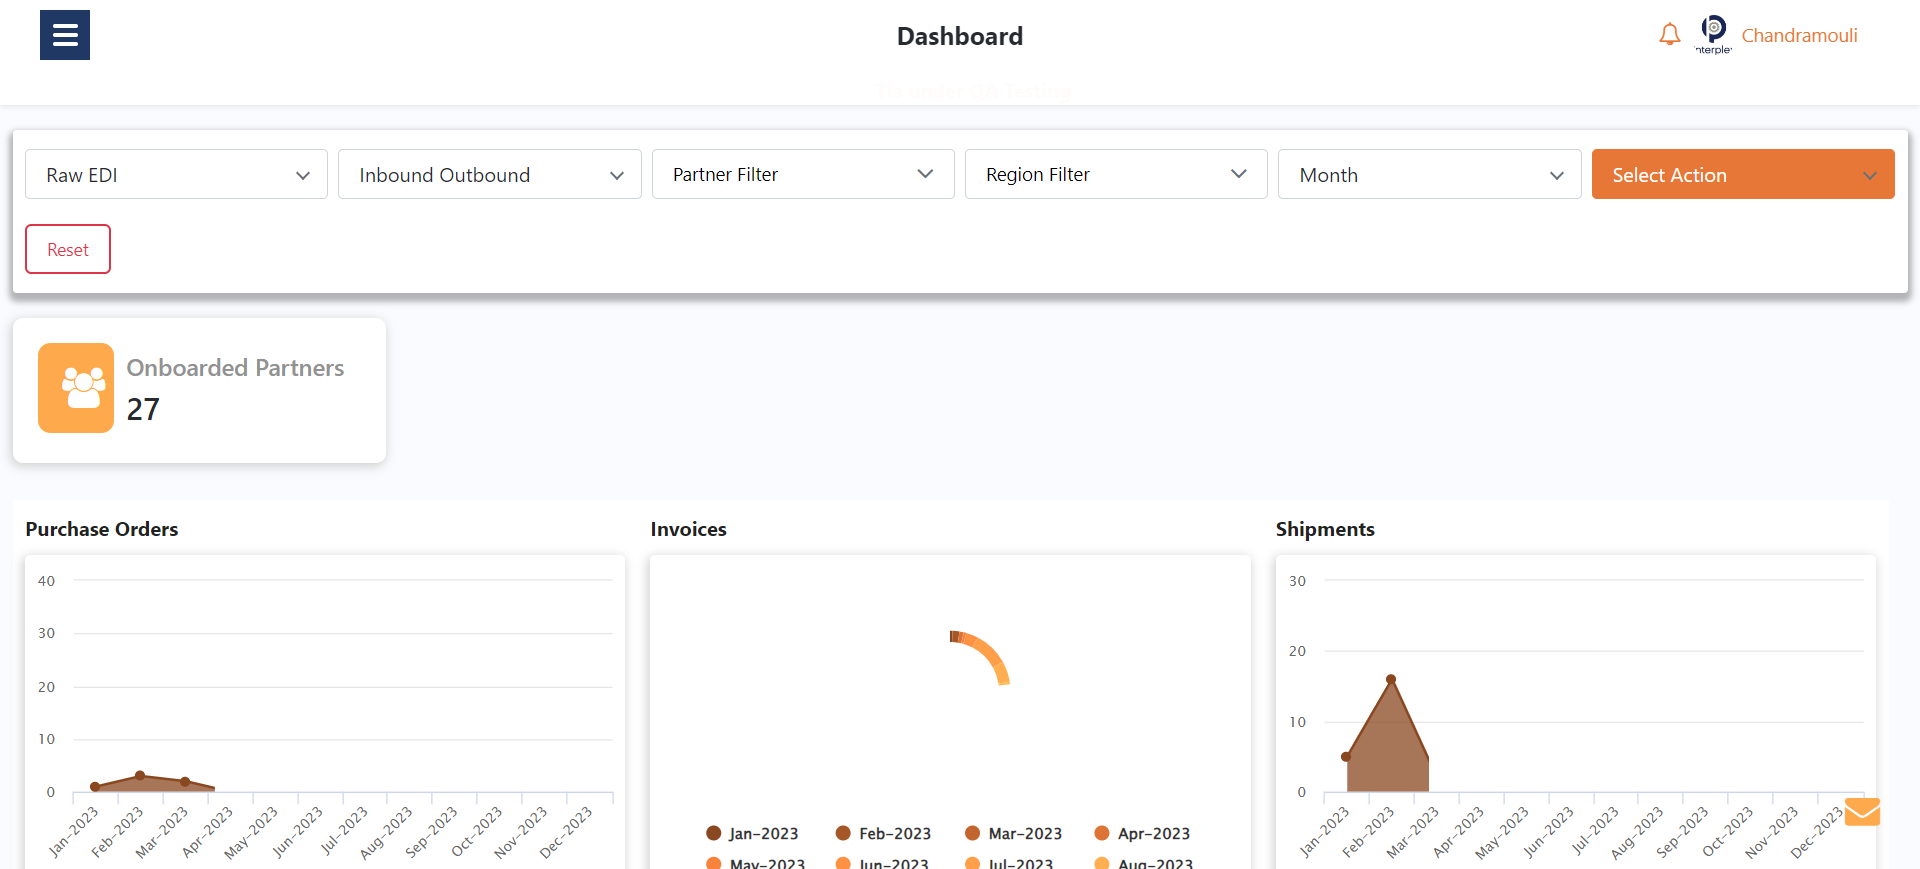 Dashboard
nterple
Chandramouli
Raw EDI
Inbound Outbound
Partner Filter
Region Filter
Month
Select Action
Reset
Onboarded Partners
27
Purchase Orders
40
30
20
10
0
Jan-2023
Feb-2023
Mar-2023
Apr-2023
May-2023
Jun-2023
Jul-2023
Aug-2023
Sep-2023
Oct-2023
Nov-2023
Dec-2023
Invoices
Jan-2023 Feb-2023 Mar-2023 Apr-2023
May-2023 Jun-2023 Jul-2023 Aug-2023
Shipments
30
20
10
0
Jan-2023
Feb-2023
Mar-2023
Apr-2023
May-2023
Jun-2023
Jul-2023
Aug-2023
Sep-2023
Oct-2023
Nov-2023
Dec-2023